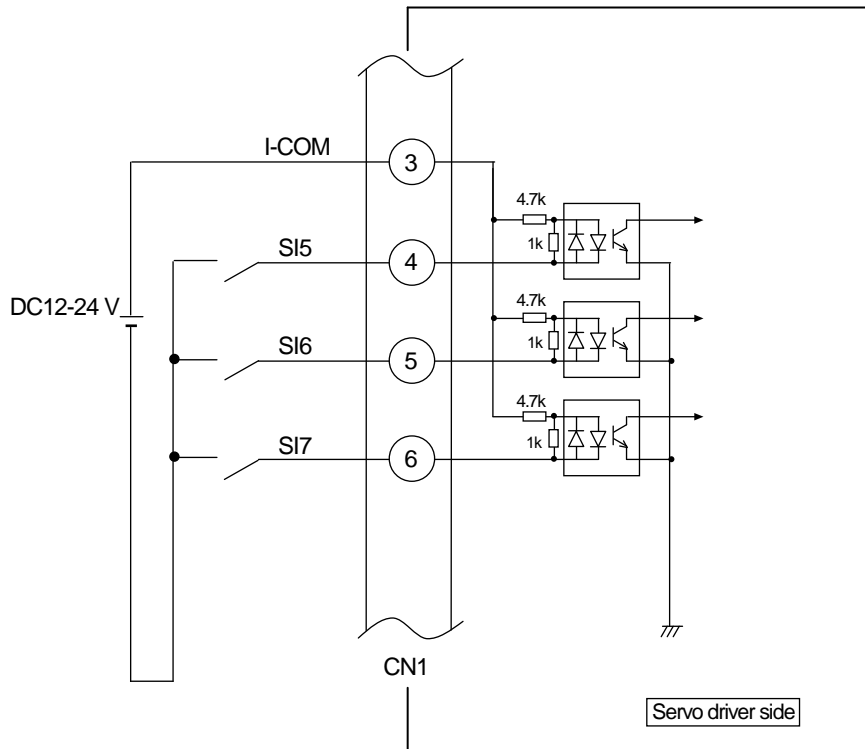 I-COM
3
4.7k
SI5
1k
4
DC12-24 V
4.7k
SI6
1k
5
4.7k
SI7
1k
6
CN1
Servo driver side